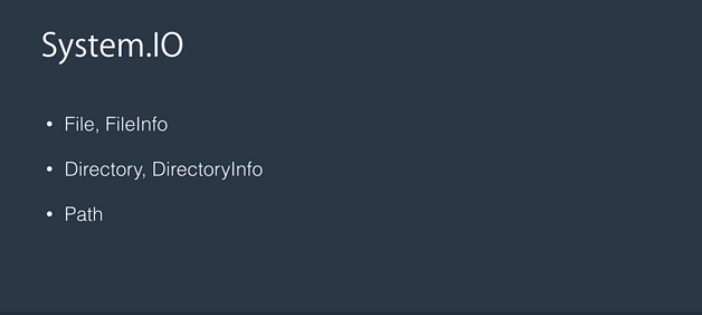 System.IO
• File, FileInfo
• Directory, DirectoryInfo
• Path